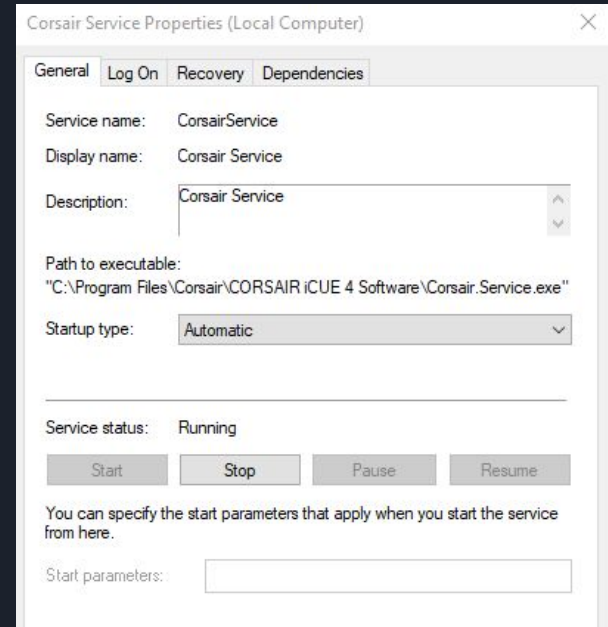 Corsair Service Properties (Local Computer)
General Log On Recovery Dependencies
Service name: CorsairService
Display name: Corsair Service
Description: Corsair Service
Path to executable:
"C:\Program Files\Corsair\CORSAIR iCUE 4 Software\Corsair.Service.exe"
Startup type: Automatic
Service status: Running
Start Stop Pause Resume
You can specify the start parameters that apply when you start the service
from here.
Start parameters: